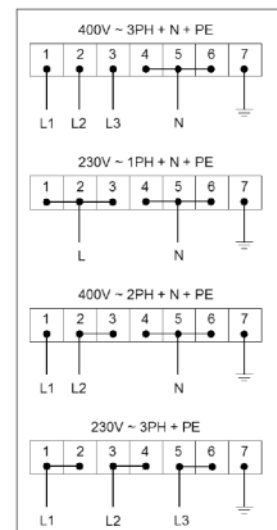 400V ~ 3PH + N + PE
1 2 3 4 5 6 7
L1 L2 L3 N
230V ~ 1PH + N + PE
1 2 3 4 5 6 7
L N
400V ~ 2PH + N + PE
1 2 3 4 5 6 7
L1 L2 N
230V ~ 3PH + PE
1 2 3 4 5 6 7
L1 L2 L3